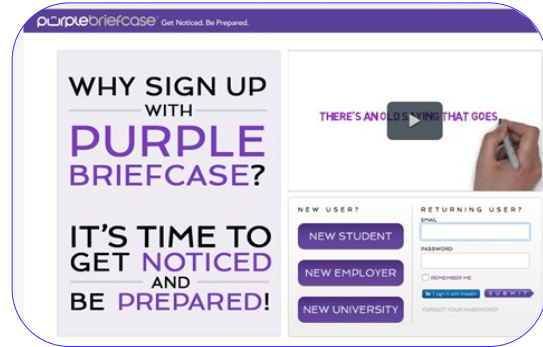 purplebriefcase Get Noticed. Be Prepared.
WHY SIGN UP
WITH
PURPLE
BRIEFCASE?
IT'S TIME TO
GET NOTICED
AND
BE PREPARED!
THERE'S AN OLD SAYING THAT GOES,
NEW USER?
NEW STUDENT
NEW EMPLOYER
NEW UNIVERSITY
RETURNING USER?
EMAIL
PASSWORD
REMEMBER ME
in Sign in with LinkedIn
SUBMIT
FORGOT YOUR PASSWORD?